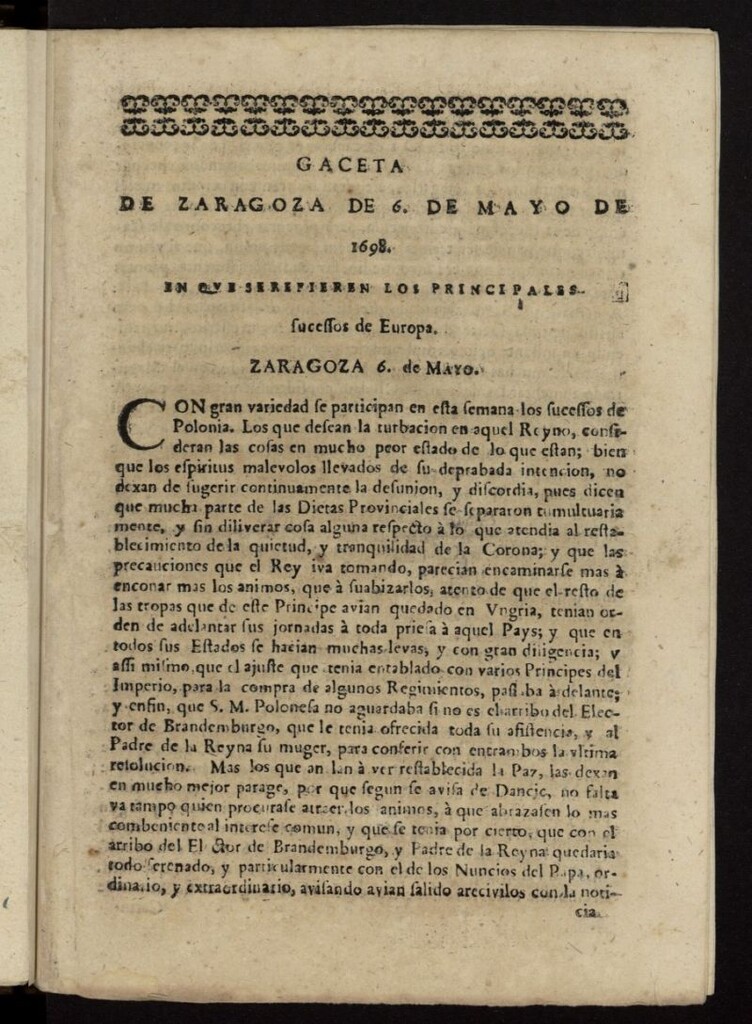 GACETA
DE ZARAGOZA DE 6. DE MAYO DE
1698.
EN QVE SEREFIEREN LOS PRINCIPALES
sucessos de Europa.
ZARAGOZA 6. de MAYO.
CON gran variedad se participan en esta semana los sucessos de
Polonia. Los que desean la turbacion en aquel Reyno, consi-
deran las cosas en mucho peor estado de lo que estan; bien
que los espiritus malevolos llevados de su deprabada intencion, no
dexan de sugerir continuamente la desunion, y discordia, pues dicen
que mucha parte de las Dietas Provinciales se separaron tumultuaria
mente, y sin diliverar cosa alguna respecto à lo que atendia al resta-
blecimiento de la quietud, y tranquilidad de la Corona; y que las
precauciones que el Rey iva tomando, parecian encaminarse mas à
enconar mas los animos, que à suabizarlos, atento de que el resto de
las tropas que de este Principe avian quedado en Vngria, tenian or-
den de adelantar sus jornadas à toda priesa à aquel Pays; y que en
todos sus Estados se hacian muchas levas, y con gran diligencia; y
assi mismo que el ajuste que tenia entablado con varios Principes del
Imperio, para la compra de algunos Regimientos, passaba à delante;
y enfin, que S. M. Polonesa no aguardaba si no es el arribo del Elec-
tor de Brandemburgo, que le tenia ofrecida toda su asistencia, y al
Padre de la Reyna su muger, para conferir con entrambos la vltima
resolucion. Mas los que anhelan à ver restablecida la Paz, las dexan
en mucho mejor parage, por que segun se avisa de Dancic, no falta
va tampo quien procurase atraer los animos, à que abrazasen lo mas
combeniente al interese comun, y que se tenia por cierto, que con el
arribo del Elector de Brandemburgo, y Padre de la Reyna quedaria
todo serenado, y particularmente con el de los Nuncios del Papa, or-
dinario, y extraordinario, avisando avian salido arecivilos con la noti-
cia